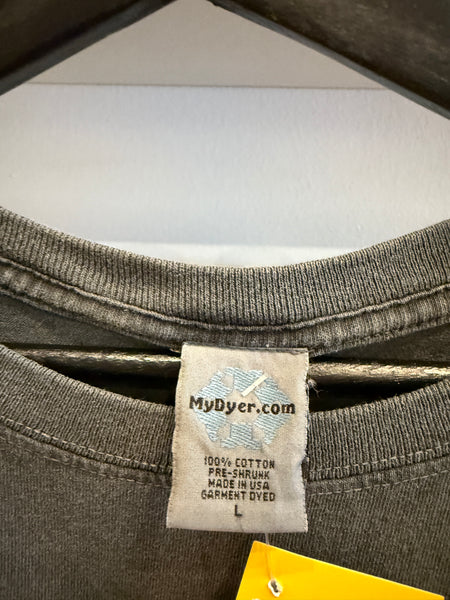 MyDyer.com
100% COTTON
PRE-SHRUNK
MADE IN USA
GARMENT DYED
L